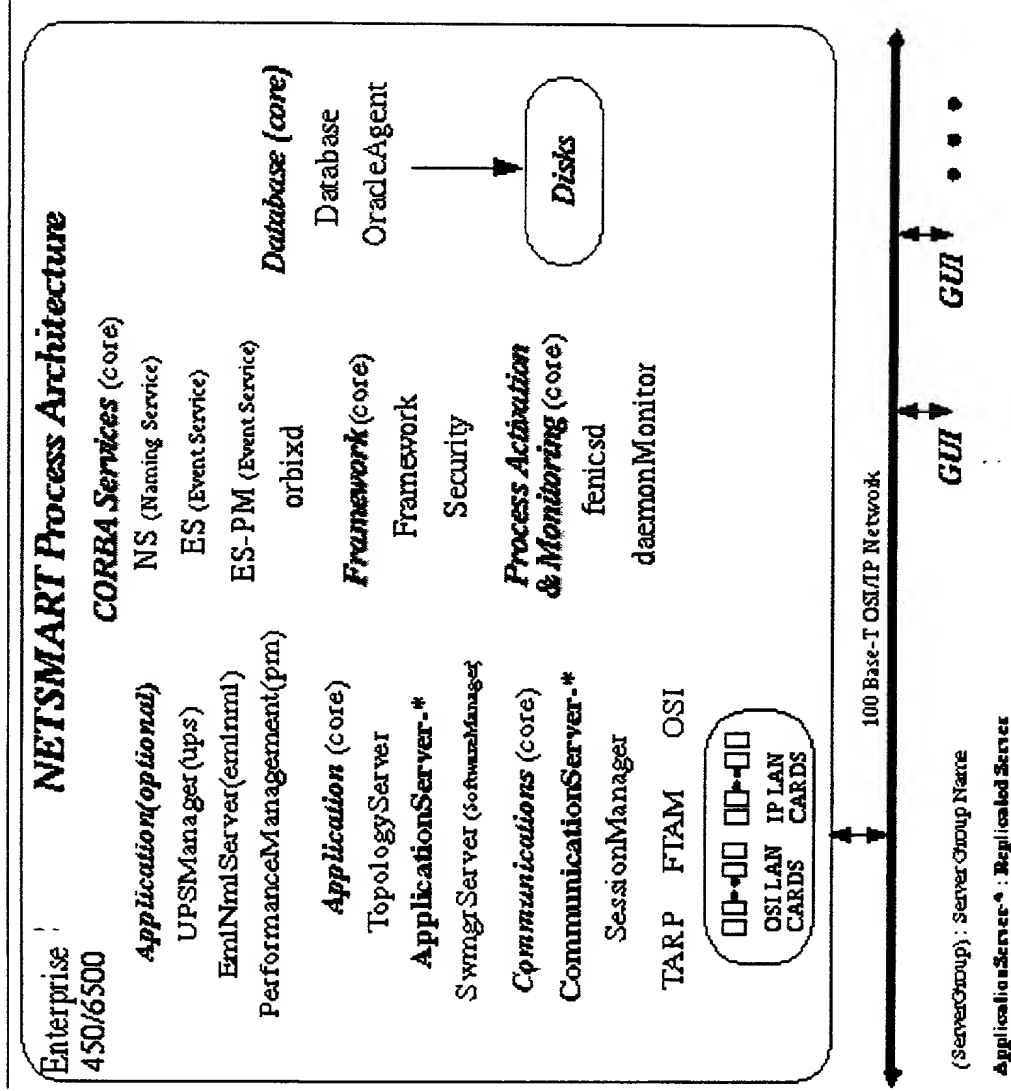 Enterprise
450/6500
NETSMART Process Architecture
Application(optional)
UPSManager(ups)
EmlNmlServer(emlnml)
PerformanceManagement(pm)
Application (core)
TopologyServer
ApplicationServer-*
SwmgrServer (SoftwareManager)
Communications (core)
CommunicationServer-*
SessionManager
TARP FTAM OSI
OSI LAN CARDS
IP LAN CARDS
CORBA Services (core)
NS (Naming Service)
ES (Event Service)
ES-PM (Event Service)
orbixd
Framework (core)
Framework
Security
Process Activation
& Monitoring (core)
fenicsd
daemonMonitor
Database (core)
Database
OracleAgent
Disks
100 Base-T OSI/IP Network
GUI
GUI
(ServerGroup) : Server Group Name
ApplicationServer-* : Replicated Server